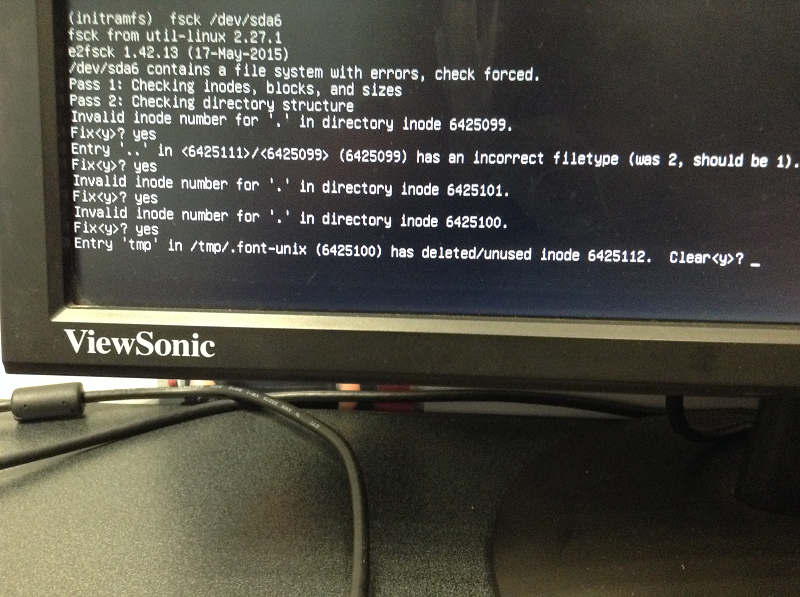 (initramfs) fsck /dev/sda6
fsck from util-linux 2.27.1
e2fsck 1.42.13 (17-May-2015)
/dev/sda6 contains a file system with errors, check forced.
Pass 1: Checking inodes, blocks, and sizes
Pass 2: Checking directory structure
Invalid inode number for '.' in directory inode 6425099.
Fix<y>? yes
Entry '..' in <6425111>/<6425099> (6425099) has an incorrect filetype (was 2, should be 1).
Fix<y>? yes
Invalid inode number for '.' in directory inode 6425101.
Fix<y>? yes
Invalid inode number for '.' in directory inode 6425100.
Fix<y>? yes
Entry 'tmp' in /tmp/.font-unix (6425100) has deleted/unused inode 6425112.  Clear<y>? _
ViewSonic